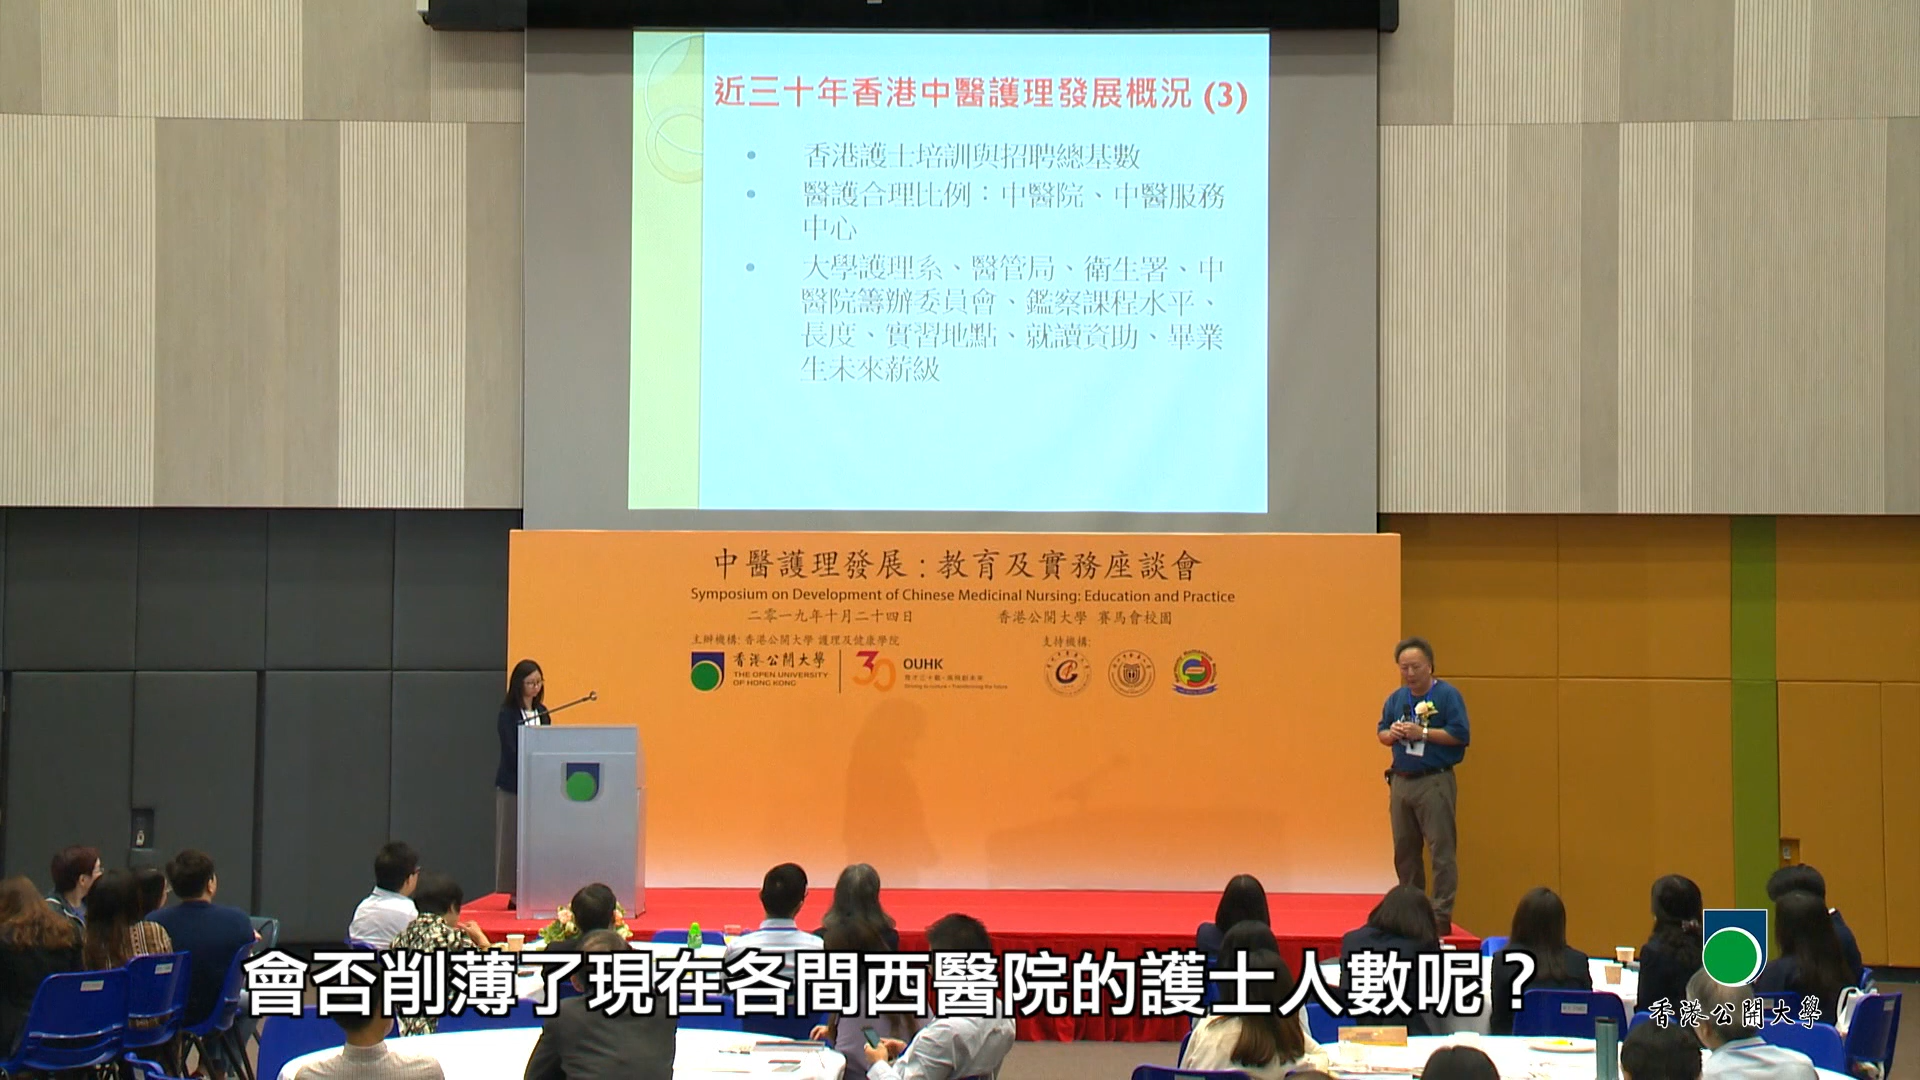 近三十年香港中醫護理發展概況 (3)
• 香港護士培訓與招聘總基數
• 醫護合理比例：中醫院、中醫服務
中心
• 大學護理系、醫管局、衛生署、中
醫院籌辦委員會、鑑察課程水平、
長度、實習地點、就讀資助、畢業
生未來薪級
中醫護理發展：教育及實務座談會
Symposium on Development of Chinese Medicinal Nursing: Education and Practice
二零一九年十月二十四日 香港公開大學 賽馬會校園
主辦機構: 香港公開大學 護理及健康學院
支持機構:
香港公開大學
THE OPEN UNIVERSITY
OF HONG KONG
30
OUHK
會否削薄了現在各間西醫院的護士人數呢？
香港公開大學